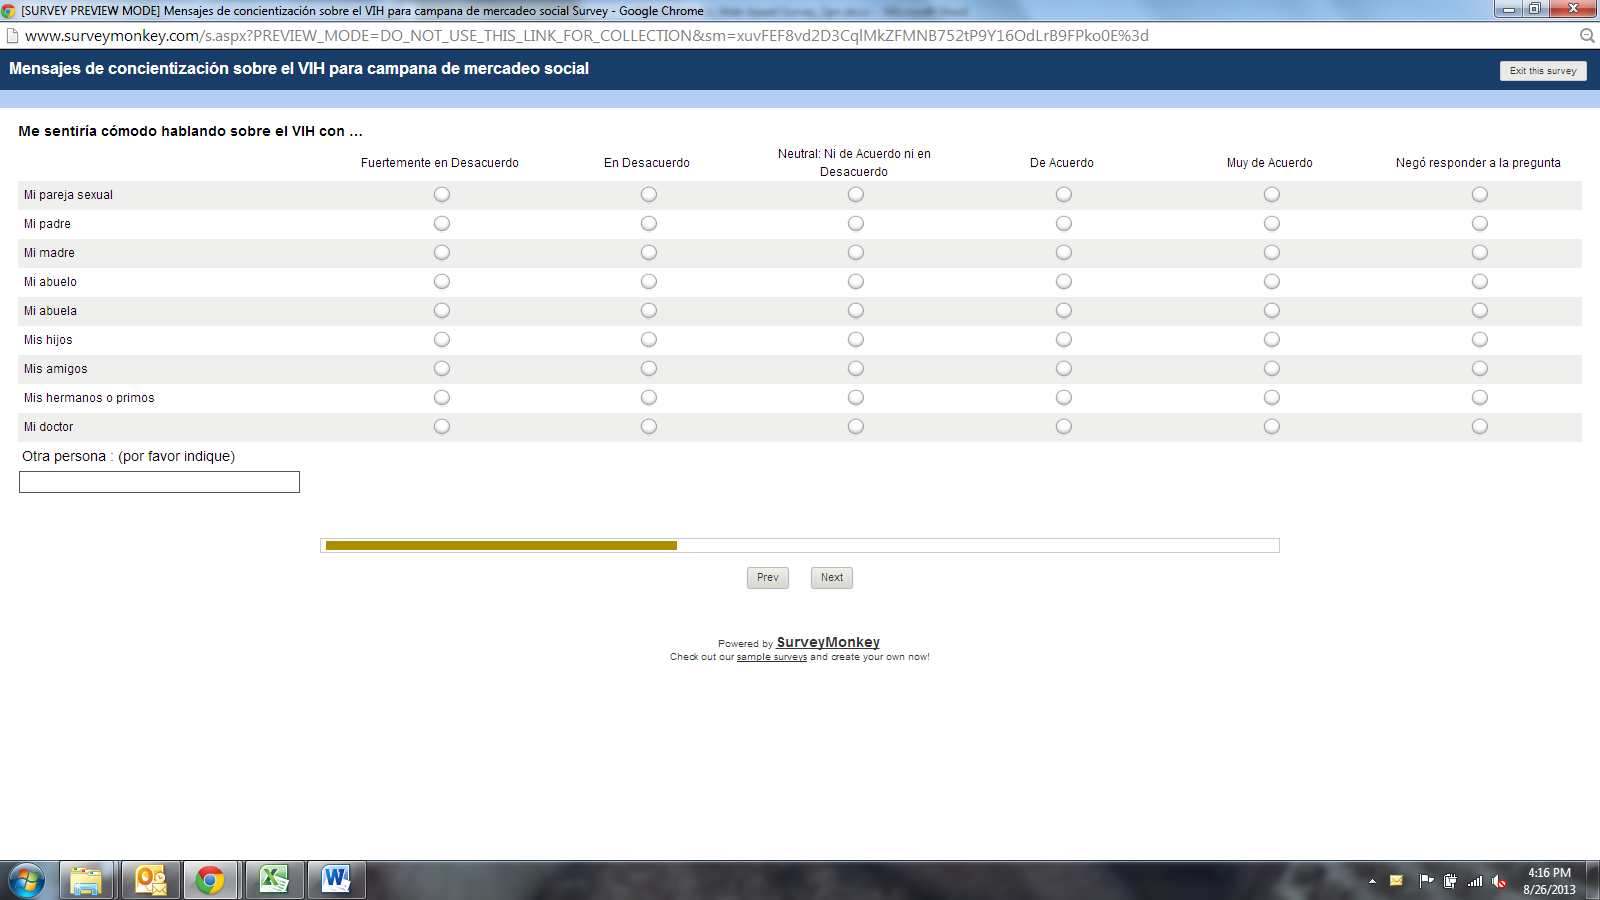 [SURVEY PREVIEW MODE] Mensajes de concientización sobre el VIH para campana de mercadeo social Survey - Google Chrome
www.surveymonkey.com/s.aspx?PREVIEW_MODE=DO_NOT_USE_THIS_LINK_FOR_COLLECTION&sm=xuvFEF8vd2D3CqlMkZFMNB752tP9Y16OdLrB9FPko0E%3d
Mensajes de concientización sobre el VIH para campana de mercadeo social
Exit this survey
Me sentiría cómodo hablando sobre el VIH con ...
Fuertemente en Desacuerdo
En Desacuerdo
Neutral: Ni de Acuerdo ni en
Desacuerdo
De Acuerdo
Muy de Acuerdo
Negó responder a la pregunta
Mi pareja sexual
Mi padre
Mi madre
Mi abuelo
Mi abuela
Mis hijos
Mis amigos
Mis hermanos o primos
Mi doctor
Otra persona : (por favor indique)
Prev
Next
Powered by SurveyMonkey
Check out our sample surveys and create your own now!
4:16 PM
8/26/2013